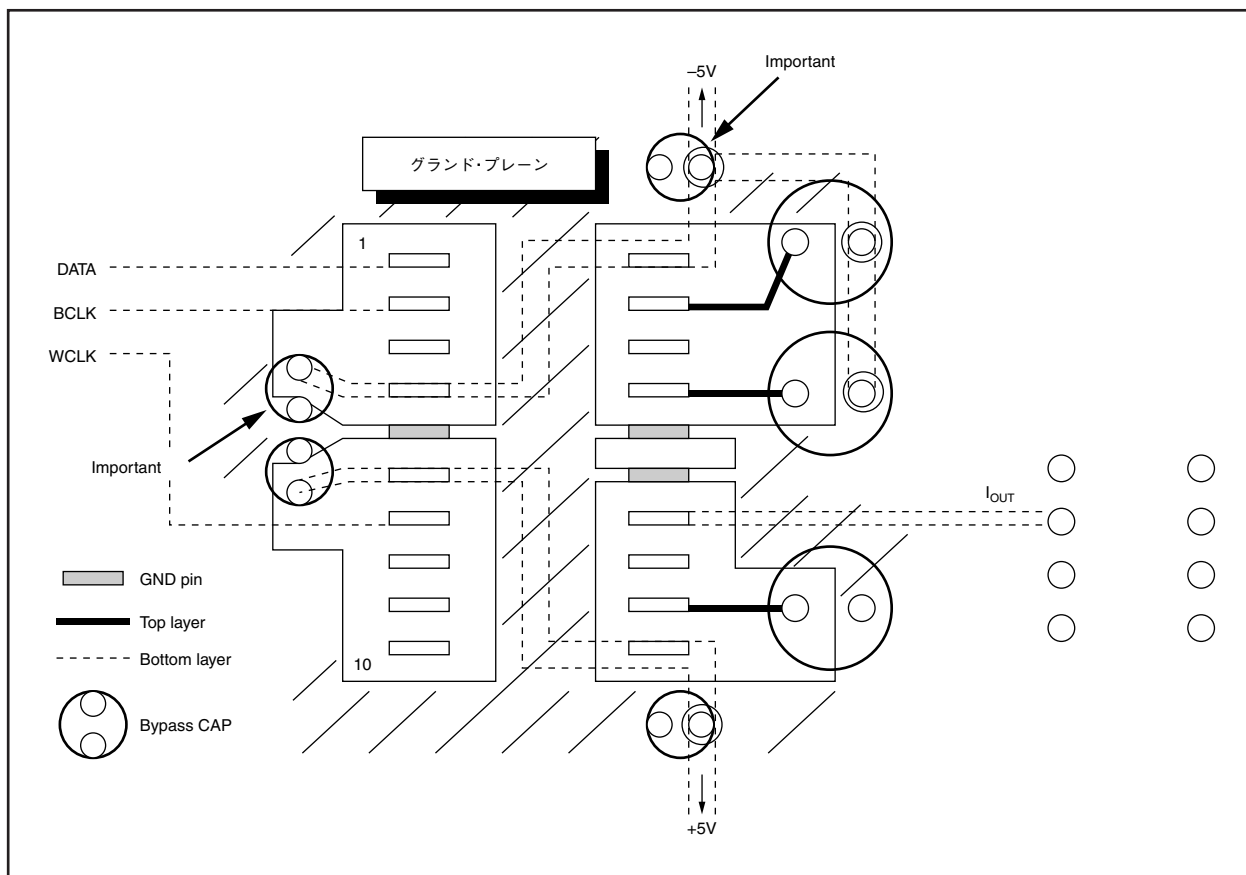 –5V
Important
グランド・プレーン
1
DATA
BCLK
WCLK
Important
IOUT
GND pin
Top layer
Bottom layer
10
Bypass CAP
+5V